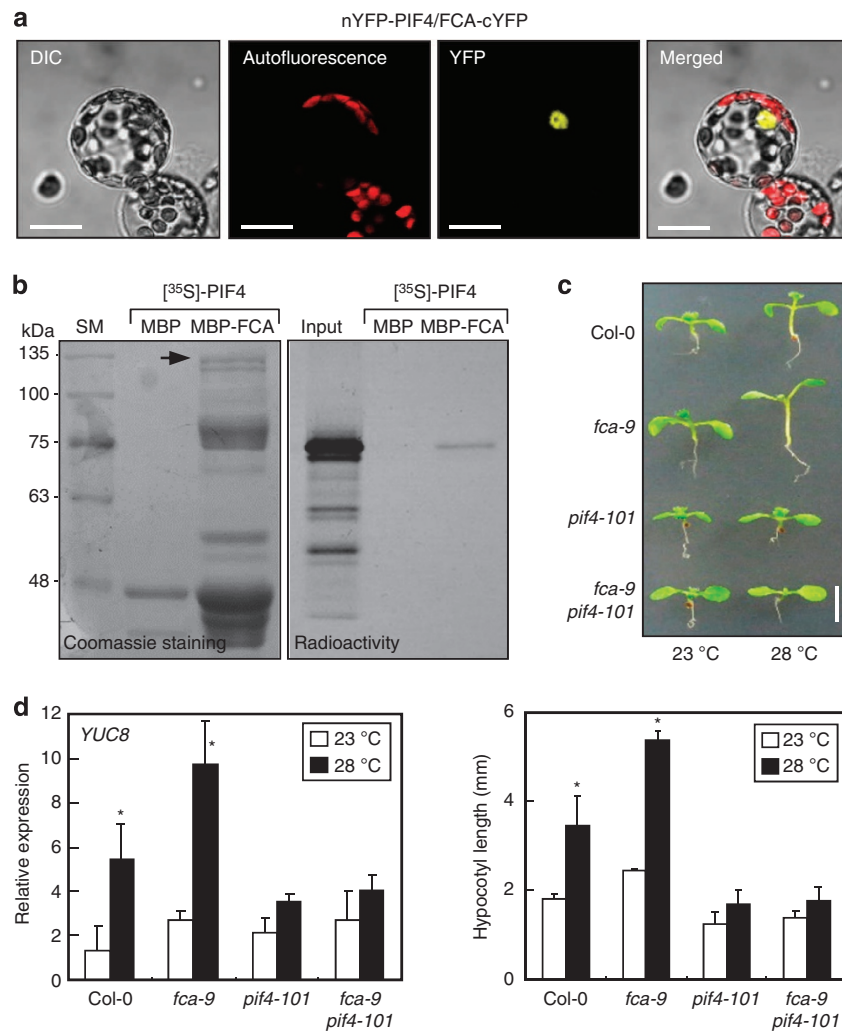 a
nYFP-PIF4/FCA-cYFP
DIC
Autofluorescence
YFP
Merged
b
[³⁵S]-PIF4
[³⁵S]-PIF4
kDa
SM
MBP
MBP-FCA
Input
MBP
MBP-FCA
135
100
75
63
48
Coomassie staining
Radioactivity
c
Col-0
fca-9
pif4-101
fca-9
pif4-101
23 °C
28 °C
d
YUC8
23 °C
28 °C
Relative expression
12
10
8
6
4
2
0
*
*
Col-0
fca-9
pif4-101
fca-9
pif4-101
23 °C
28 °C
Hypocotyl length (mm)
6
4
2
0
*
*
Col-0
fca-9
pif4-101
fca-9
pif4-101